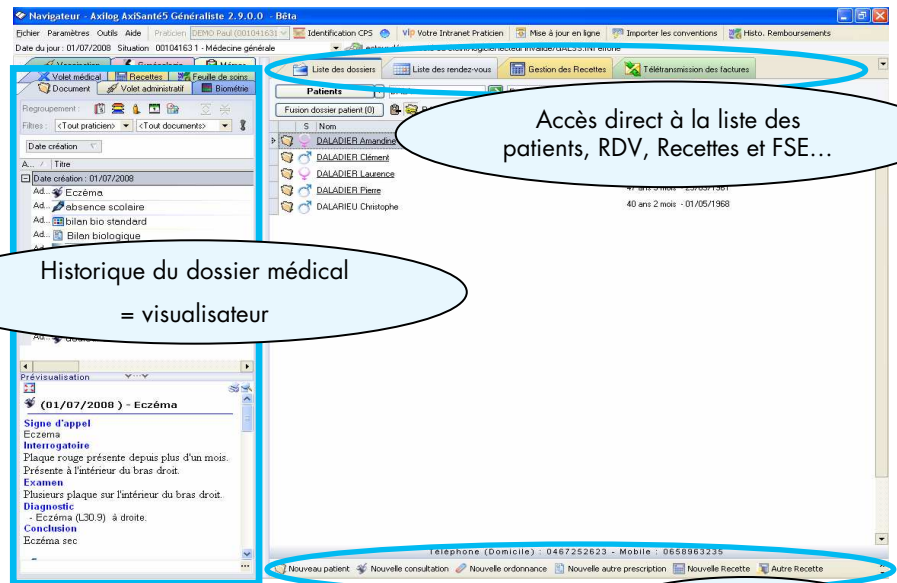 Navigateur - Axilog AxiSanté5 Généraliste 2.9.0.0 - Bêta
Fichier Paramètres Outils Aide Praticien DEMO Paul (00104163 1) Identification CPS Votre Intranet Praticien Mise à jour en ligne Importer les conventions Histo. Remboursements
Date du jour : 01/07/2008 Situation 00104163 1 - Médecine générale
Volet médical Recettes Feuille de soins
Document Volet administratif Biométrie
Liste des dossiers Liste des rendez-vous Gestion des Recettes Télétransmission des factures
Regroupement :
Filtres : <Tout praticien> <Tout documents>
Date création
A... / Titre
Date création : 01/07/2008
Ad... Eczéma
Ad... absence scolaire
Ad... bilan bio standard
Ad... Bilan biologique
Patients
Fusion dossier patient (0)
S Nom
DALADIER Amandine
DALADIER Clément
DALADIER Laurence
DALADIER Pierre
DALARIEU Christophe
40 ans 2 mois - 01/05/1968
Accès direct à la liste des
patients, RDV, Recettes et FSE...
Historique du dossier médical
= visualisateur
Prévisualisation
(01/07/2008 ) - Eczéma
Signe d'appel
Eczema
Interrogatoire
Plaque rouge présente depuis plus d'un mois.
Présente à l'intérieur du bras droit.
Examen
Plusieurs plaque sur l'intérieur du bras droit.
Diagnostic
- Eczéma (L30.9) à droite.
Conclusion
Eczéma sec
Téléphone (Domicile) : 0467252623 - Mobile : 0658963235
Nouveau patient Nouvelle consultation Nouvelle ordonnance Nouvelle autre prescription Nouvelle Recette Autre Recette